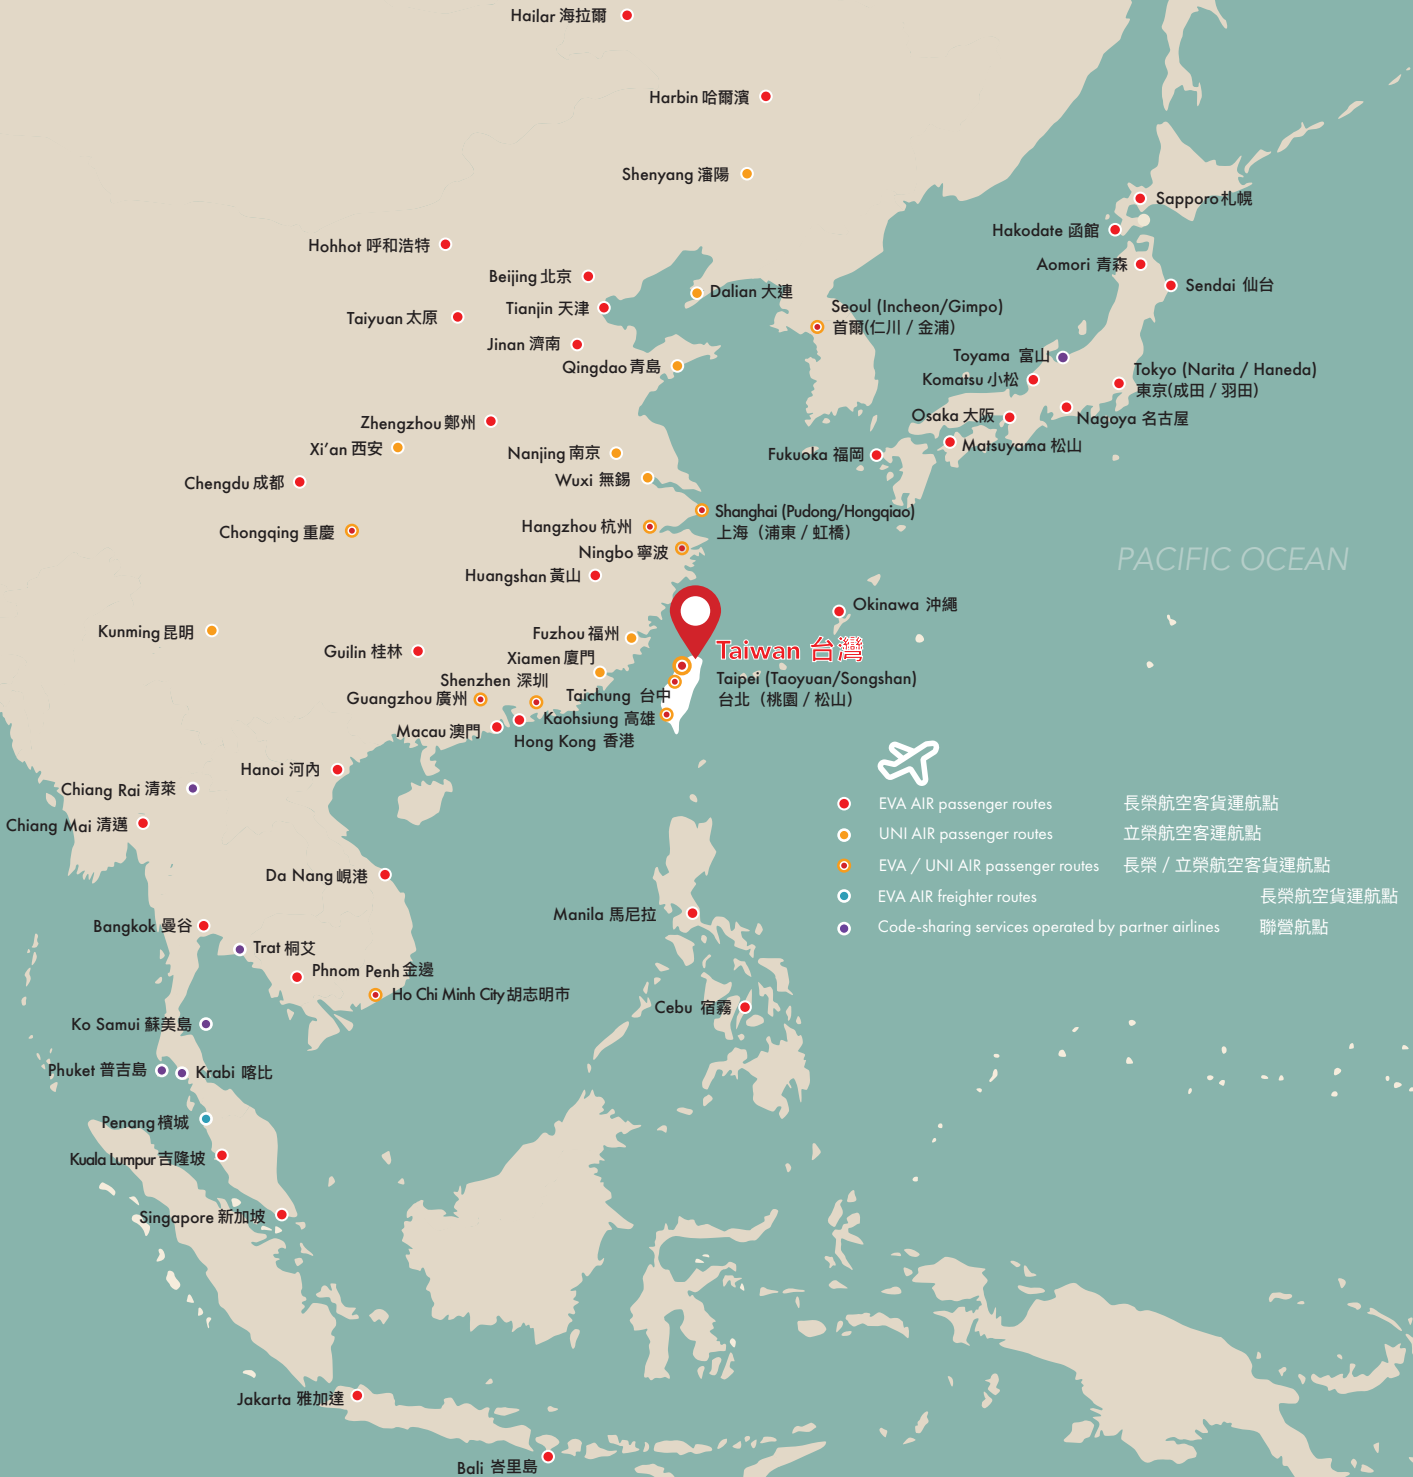 Hailar 海拉爾
Harbin 哈爾濱
Shenyang 瀋陽
Sapporo 札幌
Hakodate 函館
Hohhot 呼和浩特
Aomori 青森
Beijing 北京
Sendai 仙台
Dalian 大連
Tianjin 天津
Seoul (Incheon/Gimpo)
首爾(仁川 / 金浦)
Taiyuan 太原
Jinan 濟南
Toyama 富山
Qingdao 青島
Tokyo (Narita / Haneda)
東京(成田 / 羽田)
Komatsu 小松
Osaka 大阪
Nagoya 名古屋
Zhengzhou 鄭州
Xi'an 西安
Matsuyama 松山
Nanjing 南京
Fukuoka 福岡
Wuxi 無錫
Chengdu 成都
Shanghai (Pudong/Hongqiao)
上海（浦東 / 虹橋）
Hangzhou 杭州
Chongqing 重慶
Ningbo 寧波
PACIFIC OCEAN
Huangshan 黃山
Okinawa 沖繩
Kunming 昆明
Fuzhou 福州
Guilin 桂林
Taiwan 台灣
Xiamen 廈門
Shenzhen 深圳
Taipei (Taoyuan/Songshan)
台北（桃園 / 松山）
Taichung 台中
Guangzhou 廣州
Kaohsiung 高雄
Macau 澳門
Hong Kong 香港
Hanoi 河內
Chiang Rai 清萊
EVA AIR passenger routes 長榮航空客貨運航點
Chiang Mai 清邁
UNI AIR passenger routes 立榮航空客運航點
EVA / UNI AIR passenger routes 長榮 / 立榮航空客貨運航點
Da Nang 峴港
EVA AIR freighter routes 長榮航空貨運航點
Manila 馬尼拉
Bangkok 曼谷
Code-sharing services operated by partner airlines 聯營航點
Trat 桐艾
Phnom Penh 金邊
Ho Chi Minh City 胡志明市
Cebu 宿霧
Ko Samui 蘇美島
Phuket 普吉島
Krabi 喀比
Penang 檳城
Kuala Lumpur 吉隆坡
Singapore 新加坡
Jakarta 雅加達
Bali 峇里島